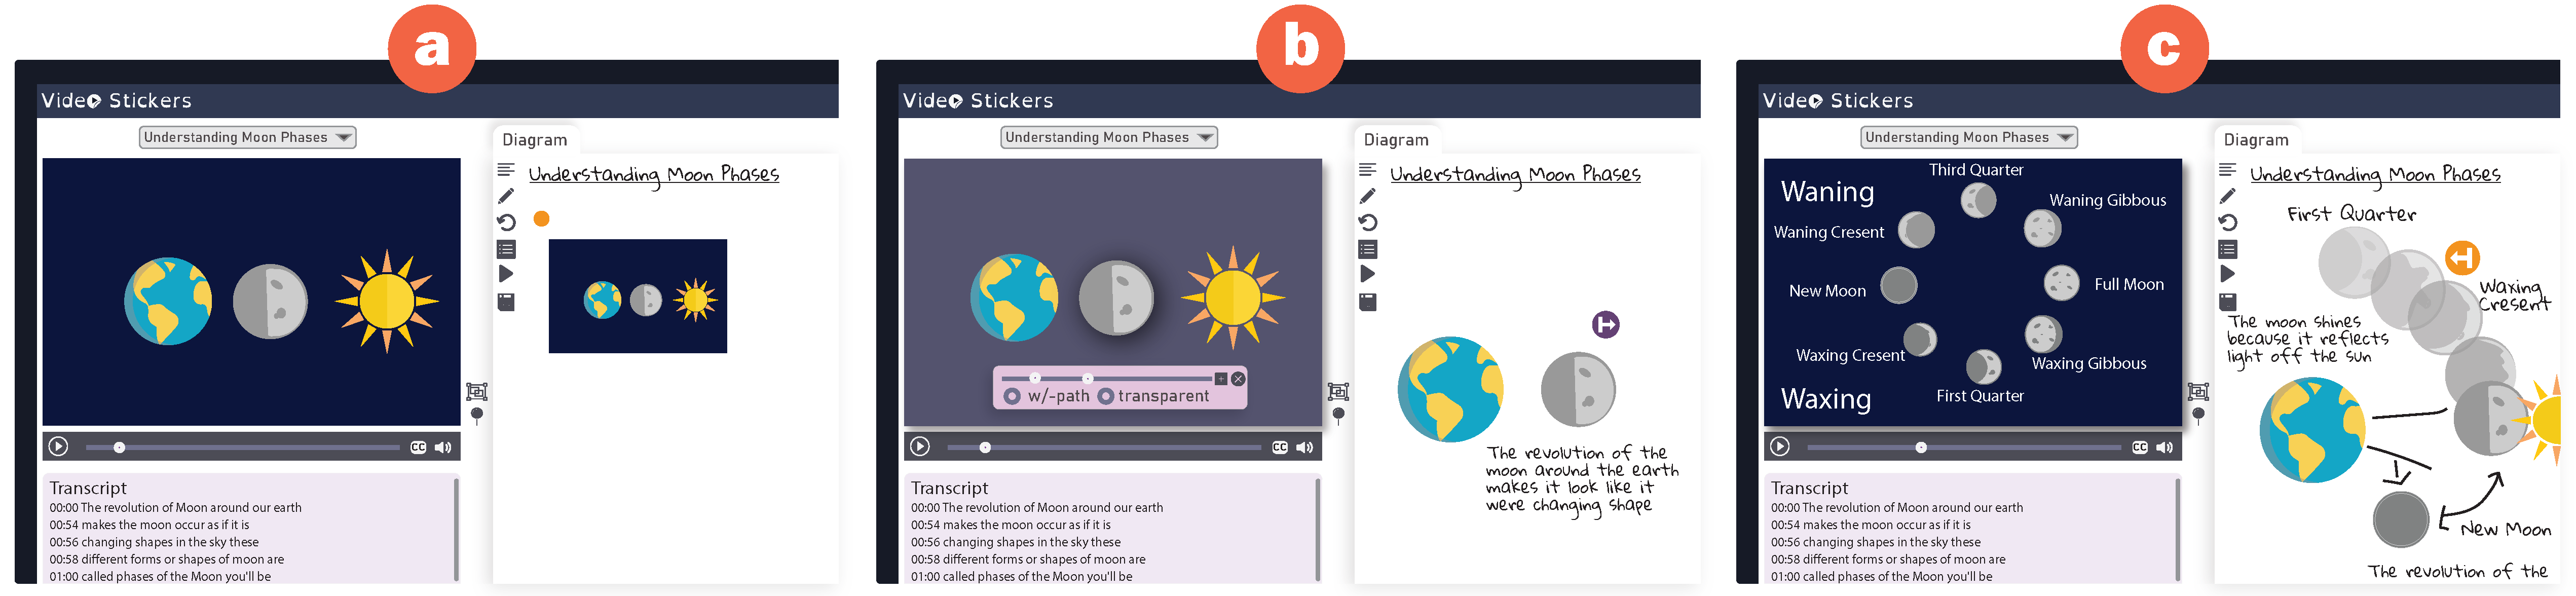 a
Video Stickers
Understanding Moon Phases
Diagram
Understanding Moon Phases
CC
Transcript
00:00 The revolution of Moon around our earth
00:54 makes the moon occur as if it is
00:56 changing shapes in the sky these
00:58 different forms or shapes of moon are
01:00 called phases of the Moon you'll be
b
Video Stickers
Understanding Moon Phases
Diagram
Understanding Moon Phases
w/-path transparent
The revolution of the
moon around the earth
makes it look like it
were changing shape
CC
Transcript
00:00 The revolution of Moon around our earth
00:54 makes the moon occur as if it is
00:56 changing shapes in the sky these
00:58 different forms or shapes of moon are
01:00 called phases of the Moon you'll be
c
Video Stickers
Understanding Moon Phases
Third Quarter
Waning
Waning Gibbous
Waning Cresent
New Moon
Full Moon
Waxing Cresent
Waxing Gibbous
Waxing
First Quarter
CC
Transcript
00:00 The revolution of Moon around our earth
00:54 makes the moon occur as if it is
00:56 changing shapes in the sky these
00:58 different forms or shapes of moon are
01:00 called phases of the Moon you'll be
Diagram
Understanding Moon Phases
First Quarter
Waxing
Cresent
The moon shines
because it reflects
light off the sun
New Moon
The revolution of the